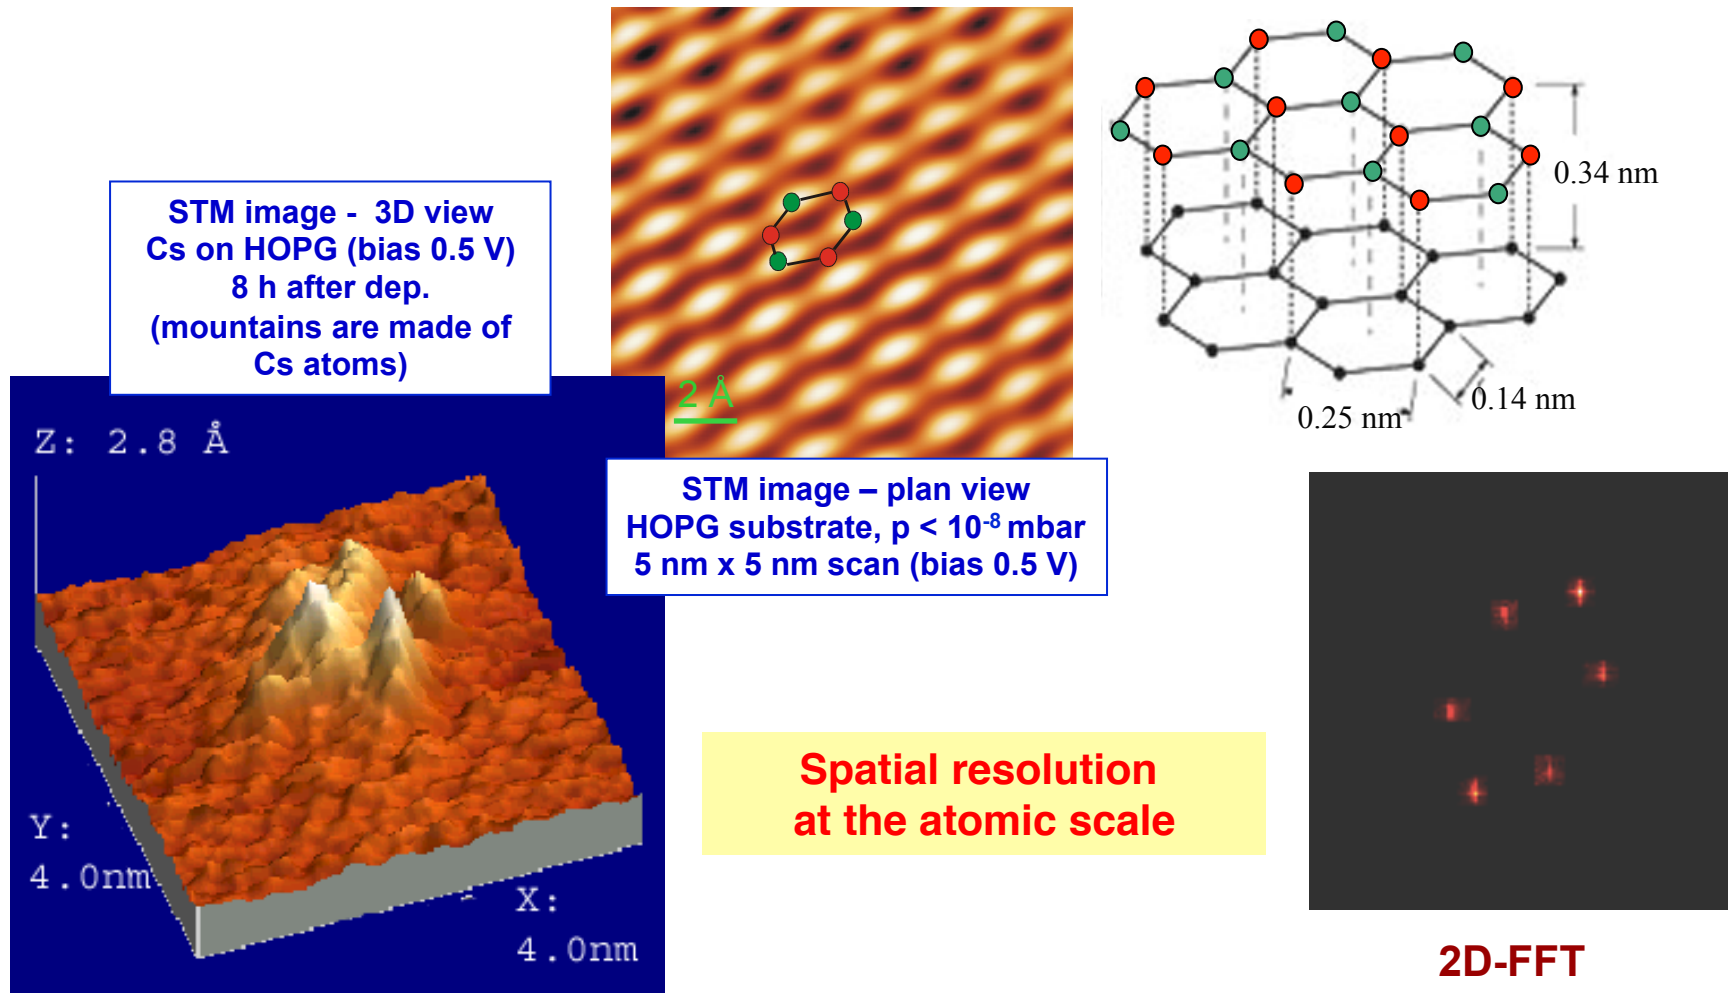 STM image - 3D view
Cs on HOPG (bias 0.5 V)
8 h after dep.
(mountains are made of
Cs atoms)
Z: 2.8 Å
Y:
4.0nm
X:
4.0nm
2 Å
STM image – plan view
HOPG substrate, p < 10⁻⁸ mbar
5 nm x 5 nm scan (bias 0.5 V)
0.34 nm
0.14 nm
0.25 nm
Spatial resolution
at the atomic scale
2D-FFT